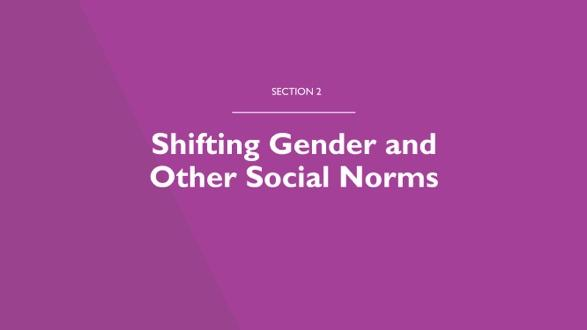 SECTION 2
Shifting Gender and
Other Social Norms